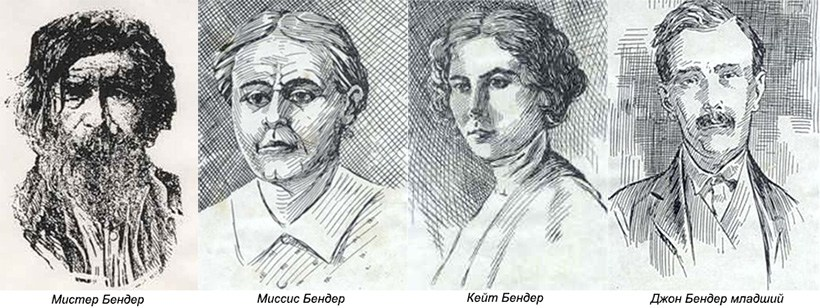 Мистер Бендер
Миссис Бендер
Кейт Бендер
Джон Бендер младший